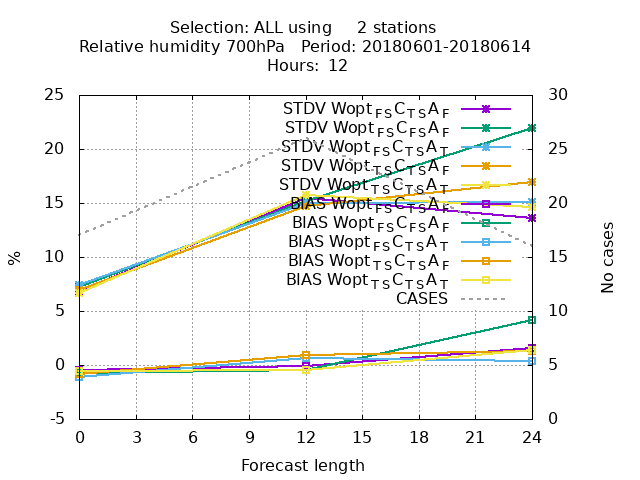 Selection: ALL using 2 stations
Relative humidity 700hPa Period: 20180601-20180614
Hours: 12
25 30
STDV Wopt FS C TS A F
STDV Wopt FS C FS A F
20 25
STDV Wopt FS C TS A T
STDV Wopt TS C TS A F
STDV Wopt TS C TS A T
15 20
BIAS Wopt FS C TS A F
BIAS Wopt FS C FS A F
BIAS Wopt FS C TS A T
% 10 15 No cases
BIAS Wopt TS C TS A F
BIAS Wopt TS C TS A T
CASES
5 10
0 5
-5 0
0 3 6 9 12 15 18 21 24
Forecast length